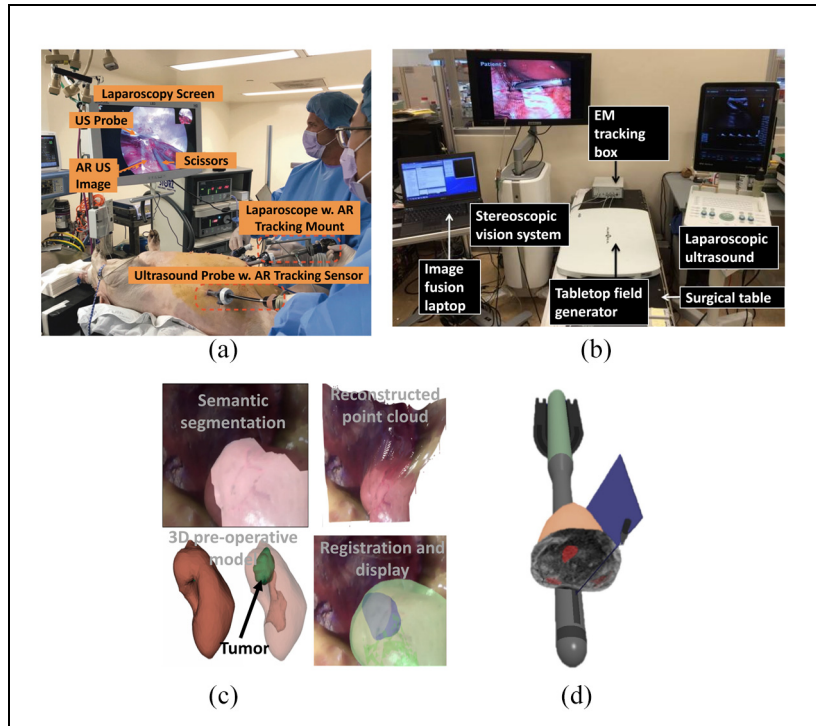 Laparoscopy Screen
US Probe
AR US
Image
Scissors
Laparoscope w. AR
Tracking Mount
Ultrasound Probe w. AR Tracking Sensor
(a)
Patient 1
EM
tracking
box
Stereoscopic
vision system
Laparoscopic
ultrasound
Image
fusion
laptop
Tabletop field
generator
Surgical table
(b)
Semantic
segmentation
Reconstructed
point cloud
3D pre-operative
model
Registration and
display
Tumor
(c)
(d)